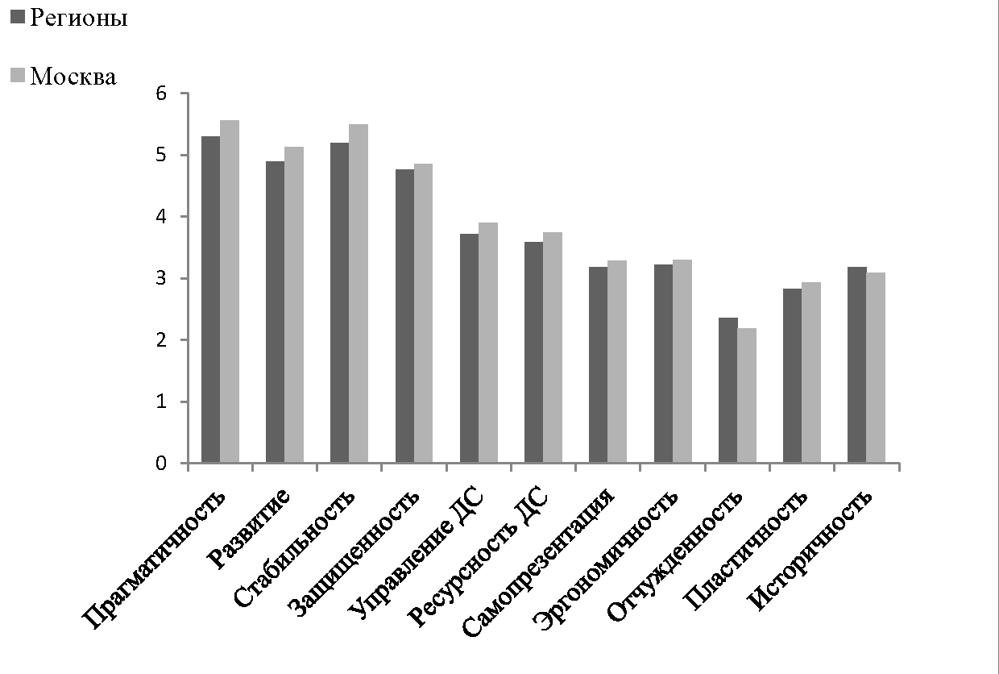 Регионы
Москва
6
5
4
3
2
1
0
Прагматичность
Развитие
Стабильность
Защищенность
Управление ДС
Ресурсность ДС
Самопрезентация
Эргономичность
Отчужденность
Пластичность
Историчность